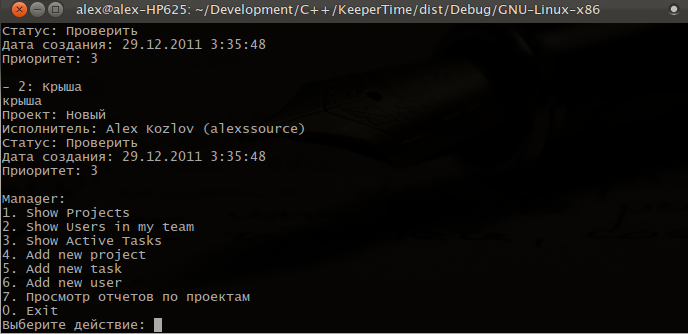 alex@alex-HP625: ~/Development/C++/KeeperTime/dist/Debug/GNU-Linux-x86
Статус: Проверить
Дата создания: 29.12.2011 3:35:48
Приоритет: 3
- 2: Крыша
крыша
Проект: Новый
Исполнитель: Alex Kozlov (alexssource)
Статус: Проверить
Дата создания: 29.12.2011 3:35:48
Приоритет: 3
Manager:
1. Show Projects
2. Show Users in my team
3. Show Active Tasks
4. Add new project
5. Add new task
6. Add new user
7. Просмотр отчетов по проектам
0. Exit
Выберите действие: